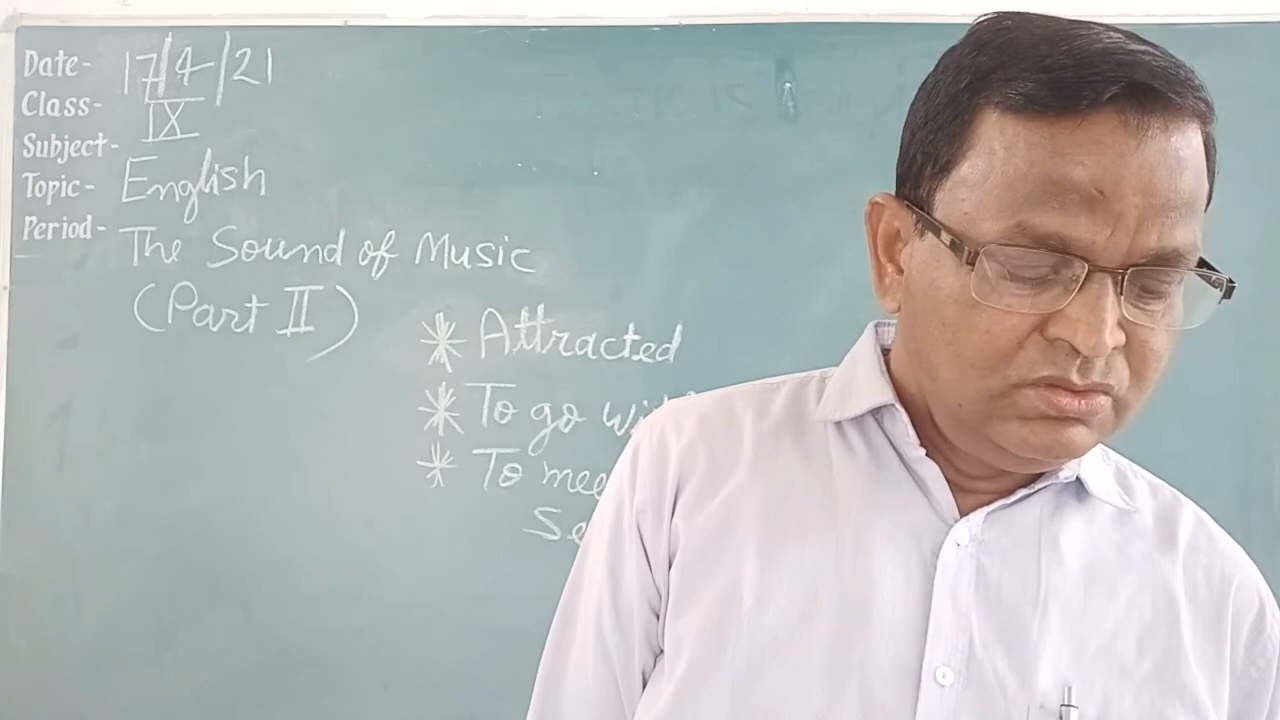 Date- 17/4/21
Class- IX
Subject-
Topic- English
Period- The Sound of Music
(Part II)
* Attracted
* To go
* To